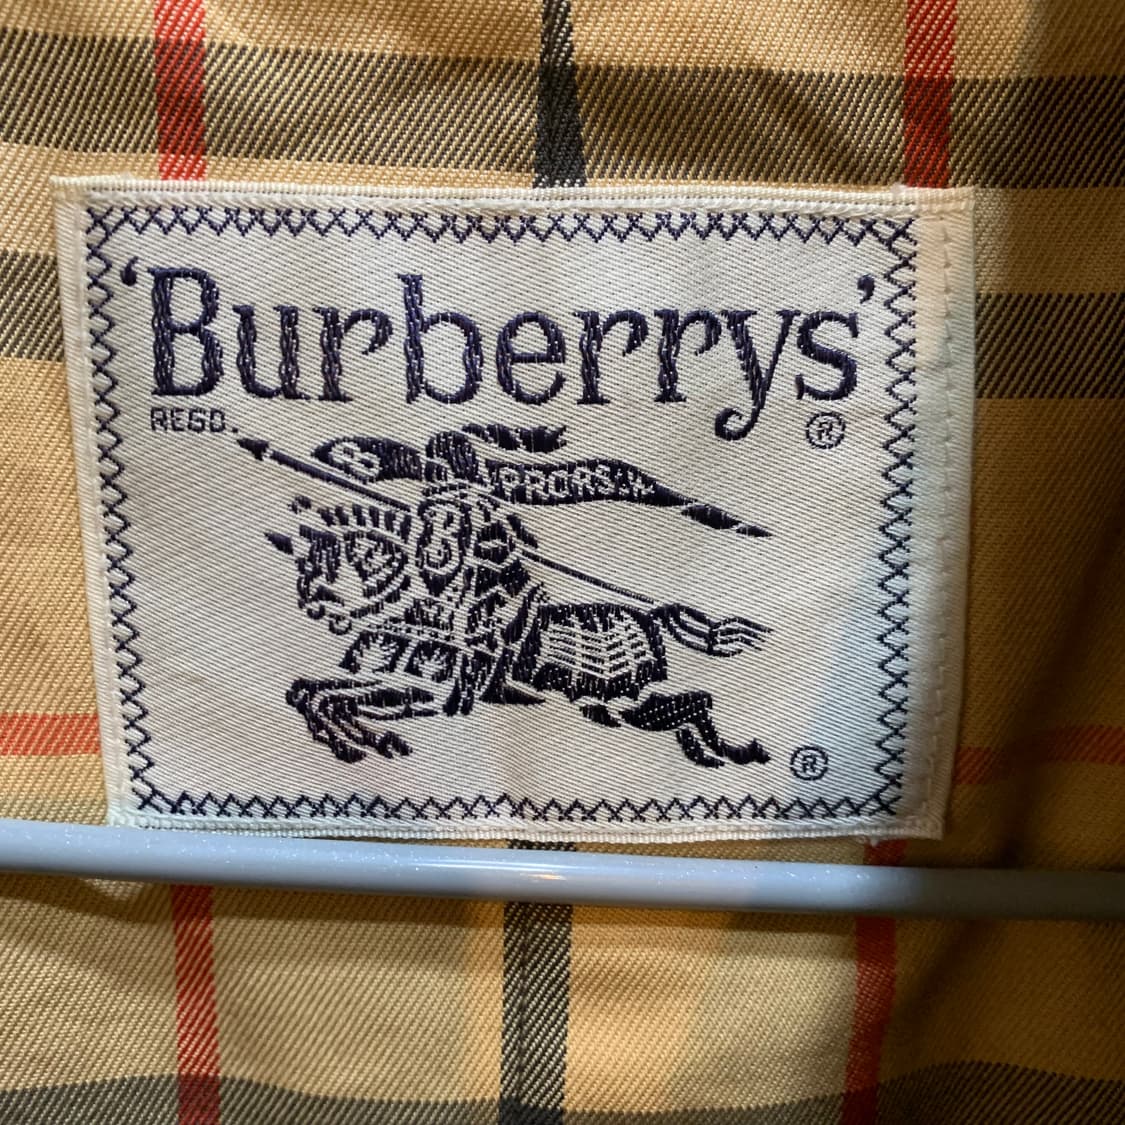 'Burberrys'
REGD. ®
PRORSUM
®